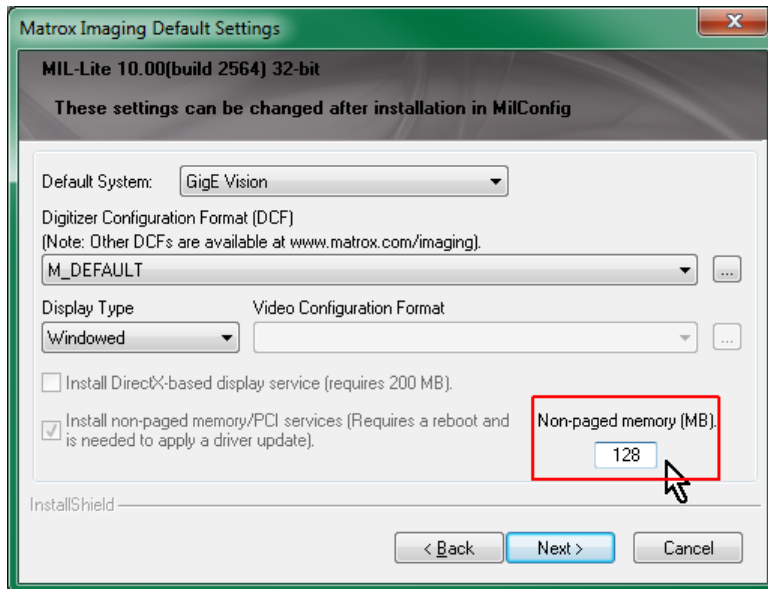 Matrox Imaging Default Settings
MIL-Lite 10.00(build 2564) 32-bit
These settings can be changed after installation in MilConfig
Default System: GigE Vision
Digitizer Configuration Format (DCF)
(Note: Other DCFs are available at www.matrox.com/imaging).
M_DEFAULT ...
Display Type Video Configuration Format
Windowed ...
Install DirectX-based display service (requires 200 MB).
Install non-paged memory/PCI services (Requires a reboot and
is needed to apply a driver update).
Non-paged memory (MB).
128
InstallShield
< Back Next > Cancel